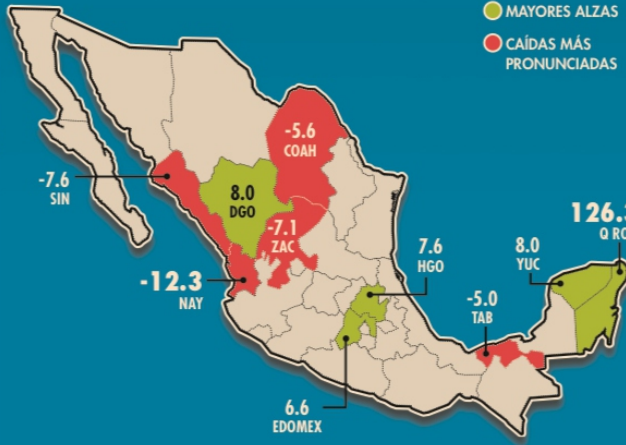 MAYORES ALZAS
CAÍDAS MÁS
PRONUNCIADAS
-5.6
COAH
-7.6
SIN
8.0
DGO
-7.1
ZAC
-12.3
NAY
7.6
HGO
8.0
YUC
-5.0
TAB
6.6
EDOMEX